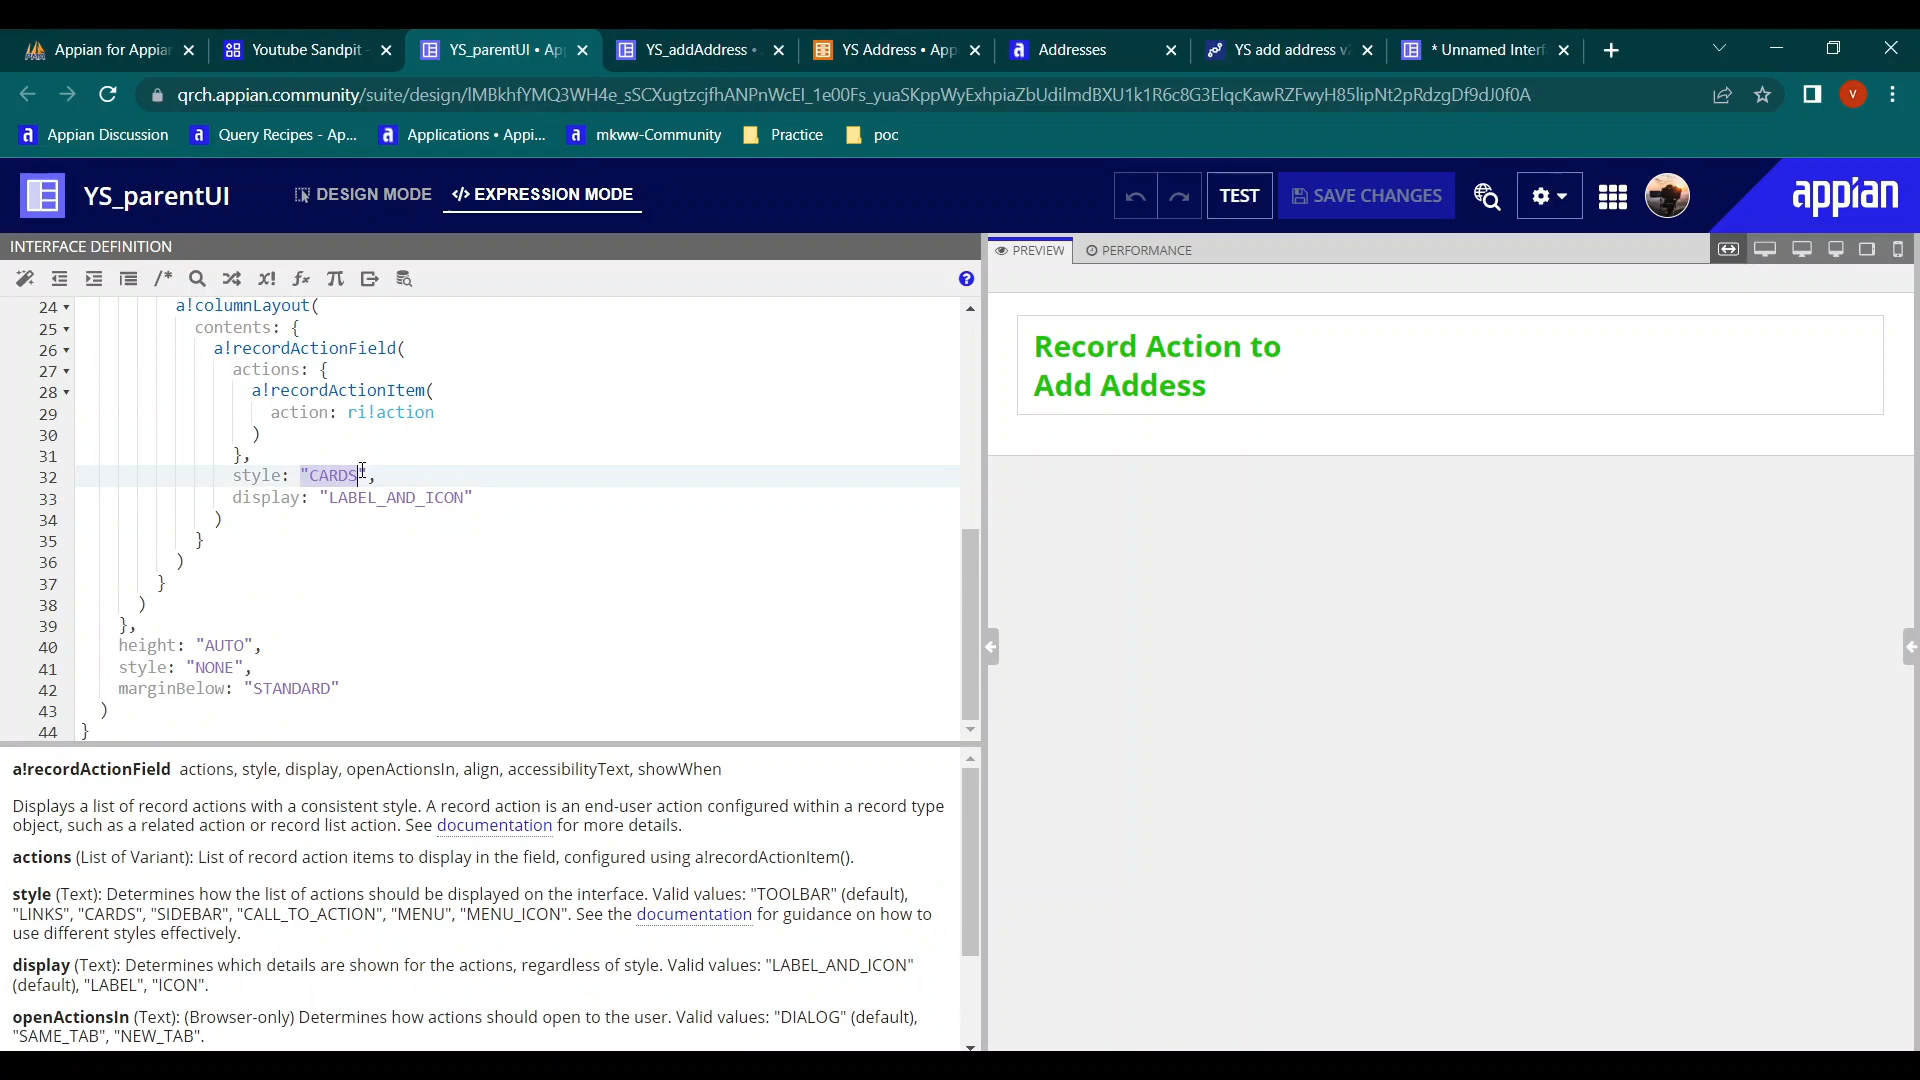 Appian for Appian
Youtube Sandpit
YS_parentUI • Ap
YS_addAddress •
YS Address • App
Addresses
YS add address v
* Unnamed Interf
qrch.appian.community/suite/design/
Appian Discussion
Query Recipes - Ap...
Applications • Appi...
mkww-Community
Practice
poc
V
YS_parentUI
DESIGN MODE
</> EXPRESSION MODE
TEST
SAVE CHANGES
appian
INTERFACE DEFINITION
PREVIEW
PERFORMANCE
24 a!columnLayout(
25 contents: {
26 a!recordActionField(
27 actions: {
28 a!recordActionItem(
29 action: ri!action
30 )
31 },
32 style: "CARDS",
33 display: "LABEL_AND_ICON"
34 )
35 }
36 )
37 }
38 )
39 },
40 height: "AUTO",
41 style: "NONE",
42 marginBelow: "STANDARD"
43 )
44 }
Record Action to
Add Addess
a!recordActionField actions, style, display, openActionsIn, align, accessibilityText, showWhen
Displays a list of record actions with a consistent style. A record action is an end-user action configured within a record type
object, such as a related action or record list action. See documentation for more details.
actions (List of Variant): List of record action items to display in the field, configured using a!recordActionItem().
style (Text): Determines how the list of actions should be displayed on the interface. Valid values: "TOOLBAR" (default),
"LINKS", "CARDS", "SIDEBAR", "CALL_TO_ACTION", "MENU", "MENU_ICON". See the documentation for guidance on how to
use different styles effectively.
display (Text): Determines which details are shown for the actions, regardless of style. Valid values: "LABEL_AND_ICON"
(default), "LABEL", "ICON".
openActionsIn (Text): (Browser-only) Determines how actions should open to the user. Valid values: "DIALOG" (default),
"SAME_TAB", "NEW_TAB".